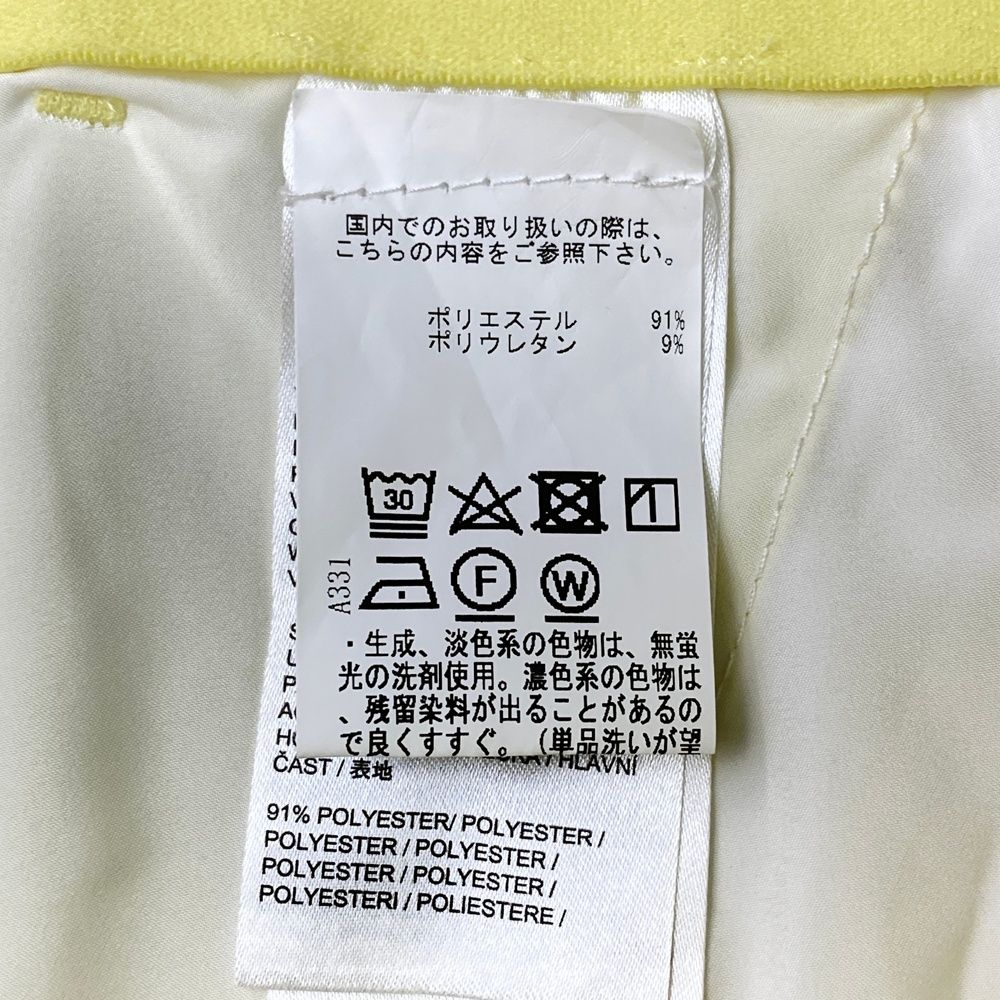 国内でのお取り扱いの際は、
こちらの内容をご参照下さい。
ポリエステル 91%
ポリウレタン 9%
30
F W
A331
・生成、淡色系の色物は、無蛍
光の洗剤使用。濃色系の色物は
、残留染料が出ることがあるの
で良くすすぐ。（単品洗いが望
HLAVNÍ
ČAST / 表地
91% POLYESTER/ POLYESTER /
POLYESTER / POLYESTER /
POLYESTER / POLYESTER /
POLYESTERI / POLIESTERE /